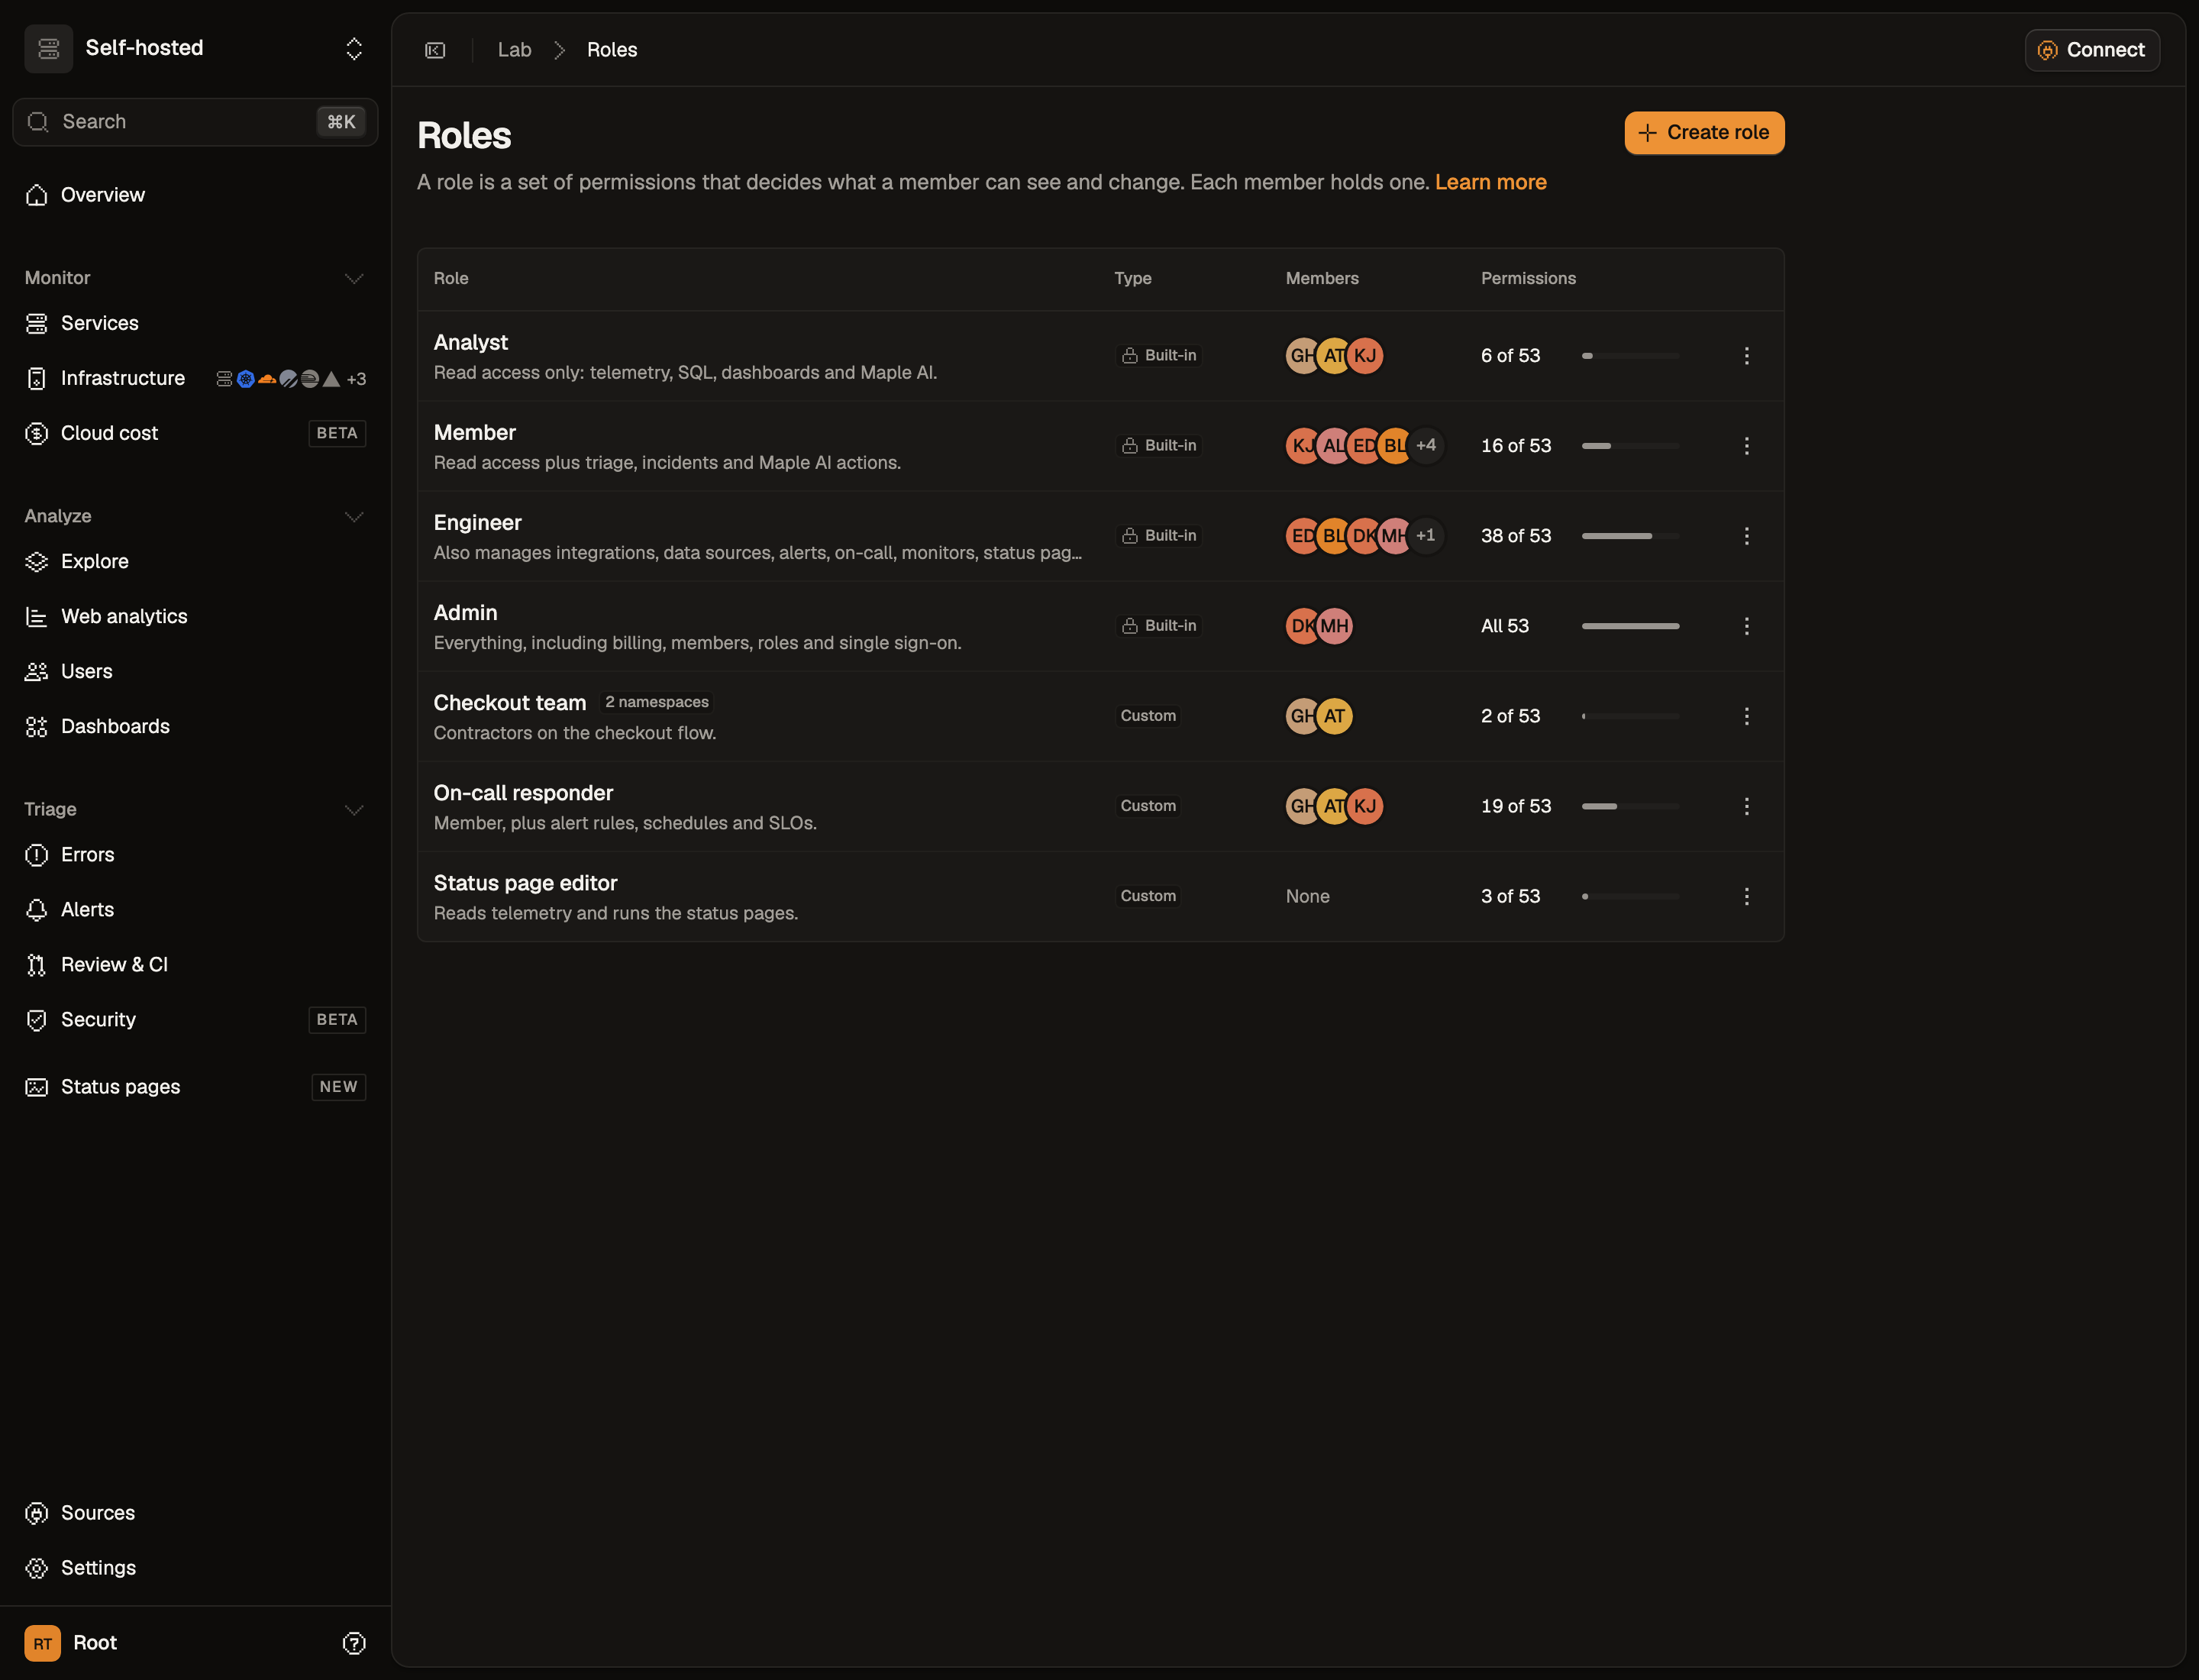 Self-hosted
Search ⌘K
Overview
Monitor
Services
Infrastructure +3
Cloud cost BETA
Analyze
Explore
Web analytics
Users
Dashboards
Triage
Errors
Alerts
Review & CI
Security BETA
Status pages NEW
Sources
Settings
RT Root
Lab Roles
Connect
Roles
Create role
A role is a set of permissions that decides what a member can see and change. Each member holds one. Learn more
Role Type Members Permissions
Analyst
Read access only: telemetry, SQL, dashboards and Maple AI.
Built-in GH AT KJ 6 of 53
Member
Read access plus triage, incidents and Maple AI actions.
Built-in KJ AL ED BL +4 16 of 53
Engineer
Also manages integrations, data sources, alerts, on-call, monitors, status pag...
Built-in ED BL DK MH +1 38 of 53
Admin
Everything, including billing, members, roles and single sign-on.
Built-in DK MH All 53
Checkout team 2 namespaces
Contractors on the checkout flow.
Custom GH AT 2 of 53
On-call responder
Member, plus alert rules, schedules and SLOs.
Custom GH AT KJ 19 of 53
Status page editor
Reads telemetry and runs the status pages.
Custom None 3 of 53